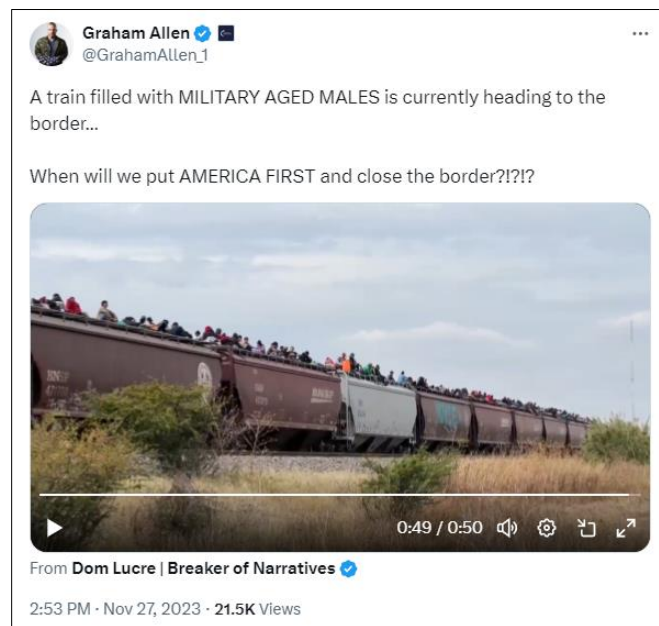 Graham Allen
@GrahamAllen_1
A train filled with MILITARY AGED MALES is currently heading to the
border...
When will we put AMERICA FIRST and close the border?!?!?
0:49 / 0:50
From Dom Lucre | Breaker of Narratives
2:53 PM · Nov 27, 2023 · 21.5K Views